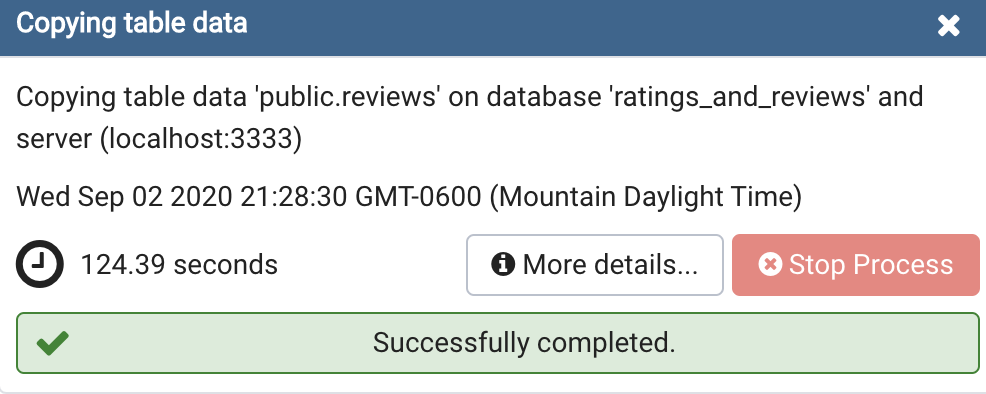 Copying table data
Copying table data 'public.reviews' on database 'ratings_and_reviews' and
server (localhost:3333)
Wed Sep 02 2020 21:28:30 GMT-0600 (Mountain Daylight Time)
124.39 seconds
More details...
Stop Process
Successfully completed.